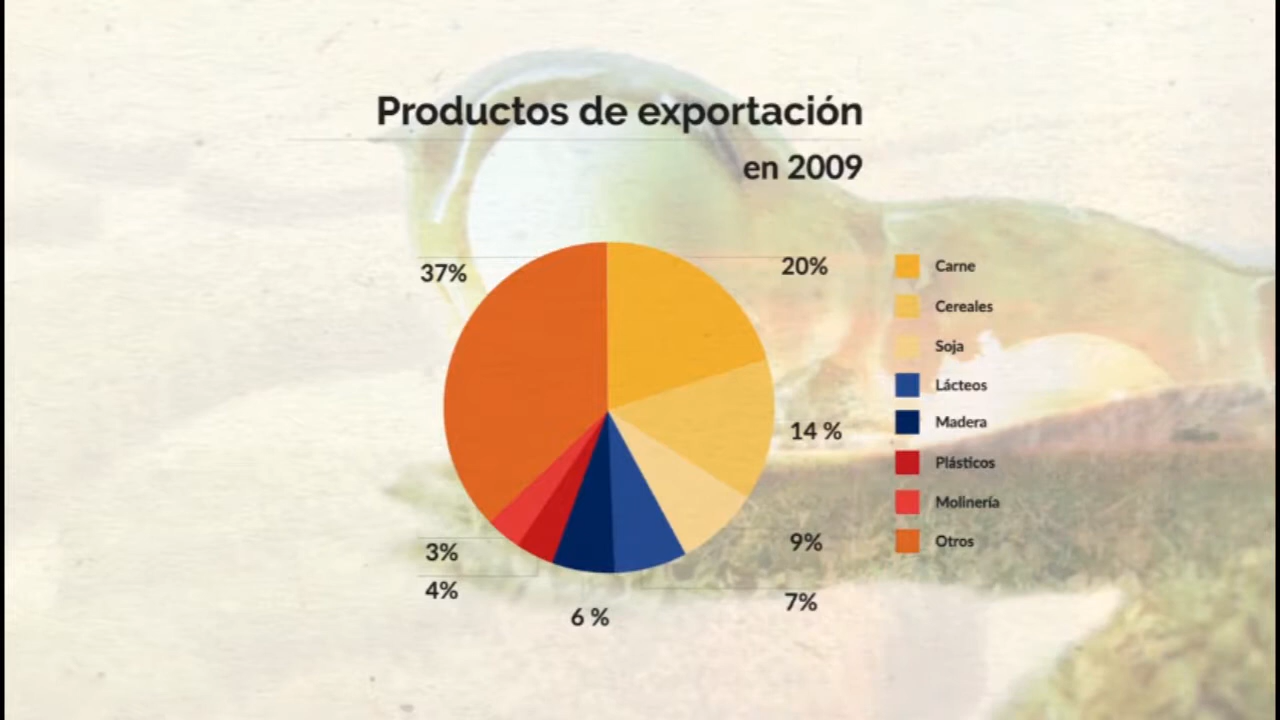 Productos de exportación
en 2009
37%
20%
14 %
9%
7%
6 %
4%
3%
Carne
Cereales
Soja
Lácteos
Madera
Plásticos
Molinería
Otros